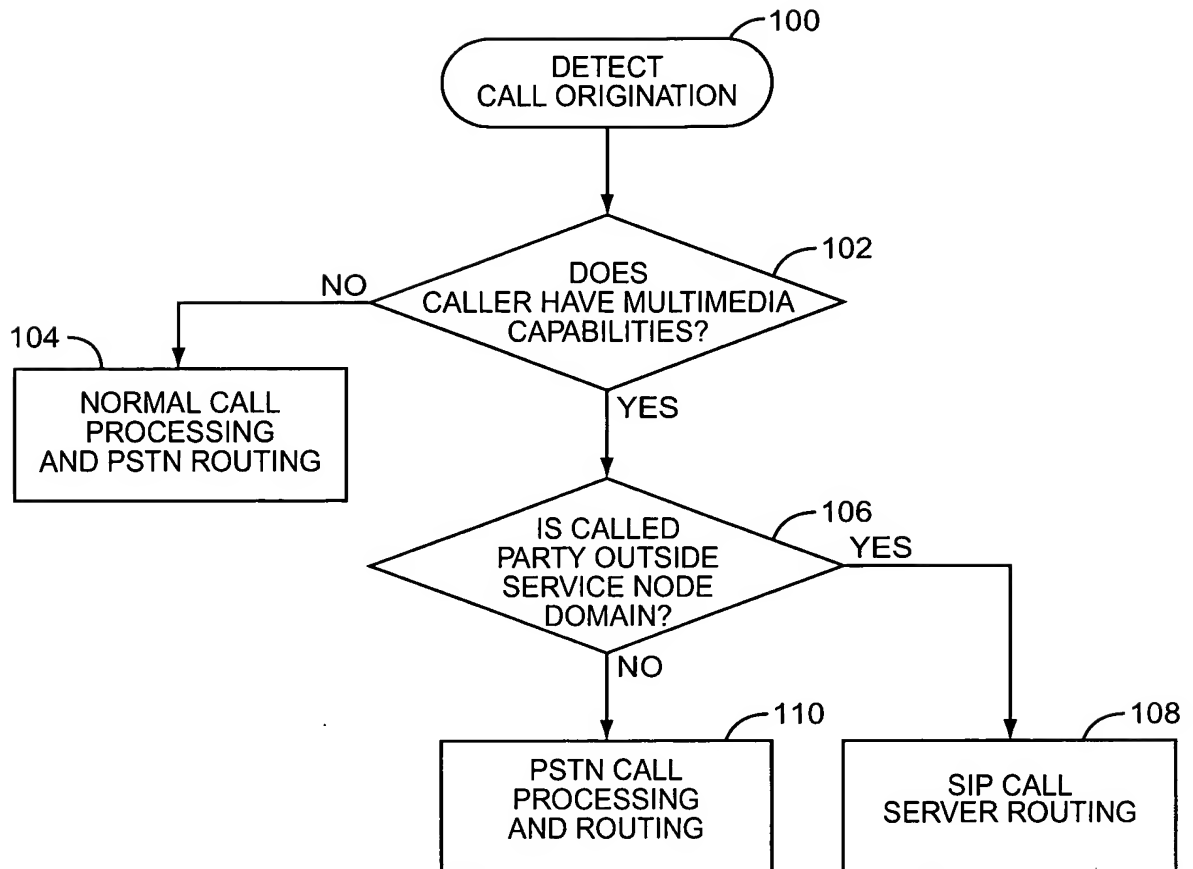 100
DETECT
CALL ORIGINATION
102
DOES
CALLER HAVE MULTIMEDIA
CAPABILITIES?
NO
104
NORMAL CALL
PROCESSING
AND PSTN ROUTING
YES
106
IS CALLED
PARTY OUTSIDE
SERVICE NODE
DOMAIN?
YES
NO
110
PSTN CALL
PROCESSING
AND ROUTING
108
SIP CALL
SERVER ROUTING